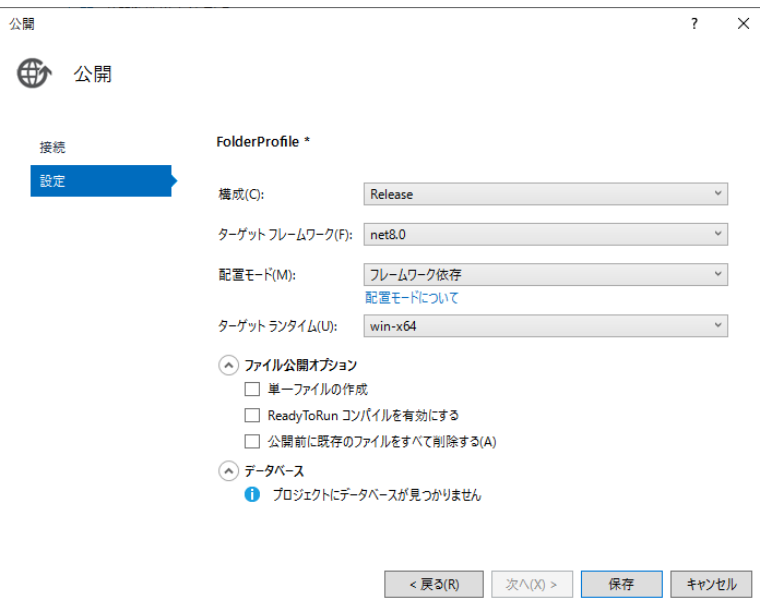 公開
公開
接続
設定
FolderProfile *
構成(C):
Release
ターゲット フレームワーク(F):
net8.0
配置モード(M):
フレームワーク依存
配置モードについて
ターゲット ランタイム(U):
win-x64
ファイル公開オプション
単一ファイルの作成
ReadyToRun コンパイルを有効にする
公開前に既存のファイルをすべて削除する(A)
データベース
プロジェクトにデータベースが見つかりません
< 戻る(R)
次へ(X) >
保存
キャンセル